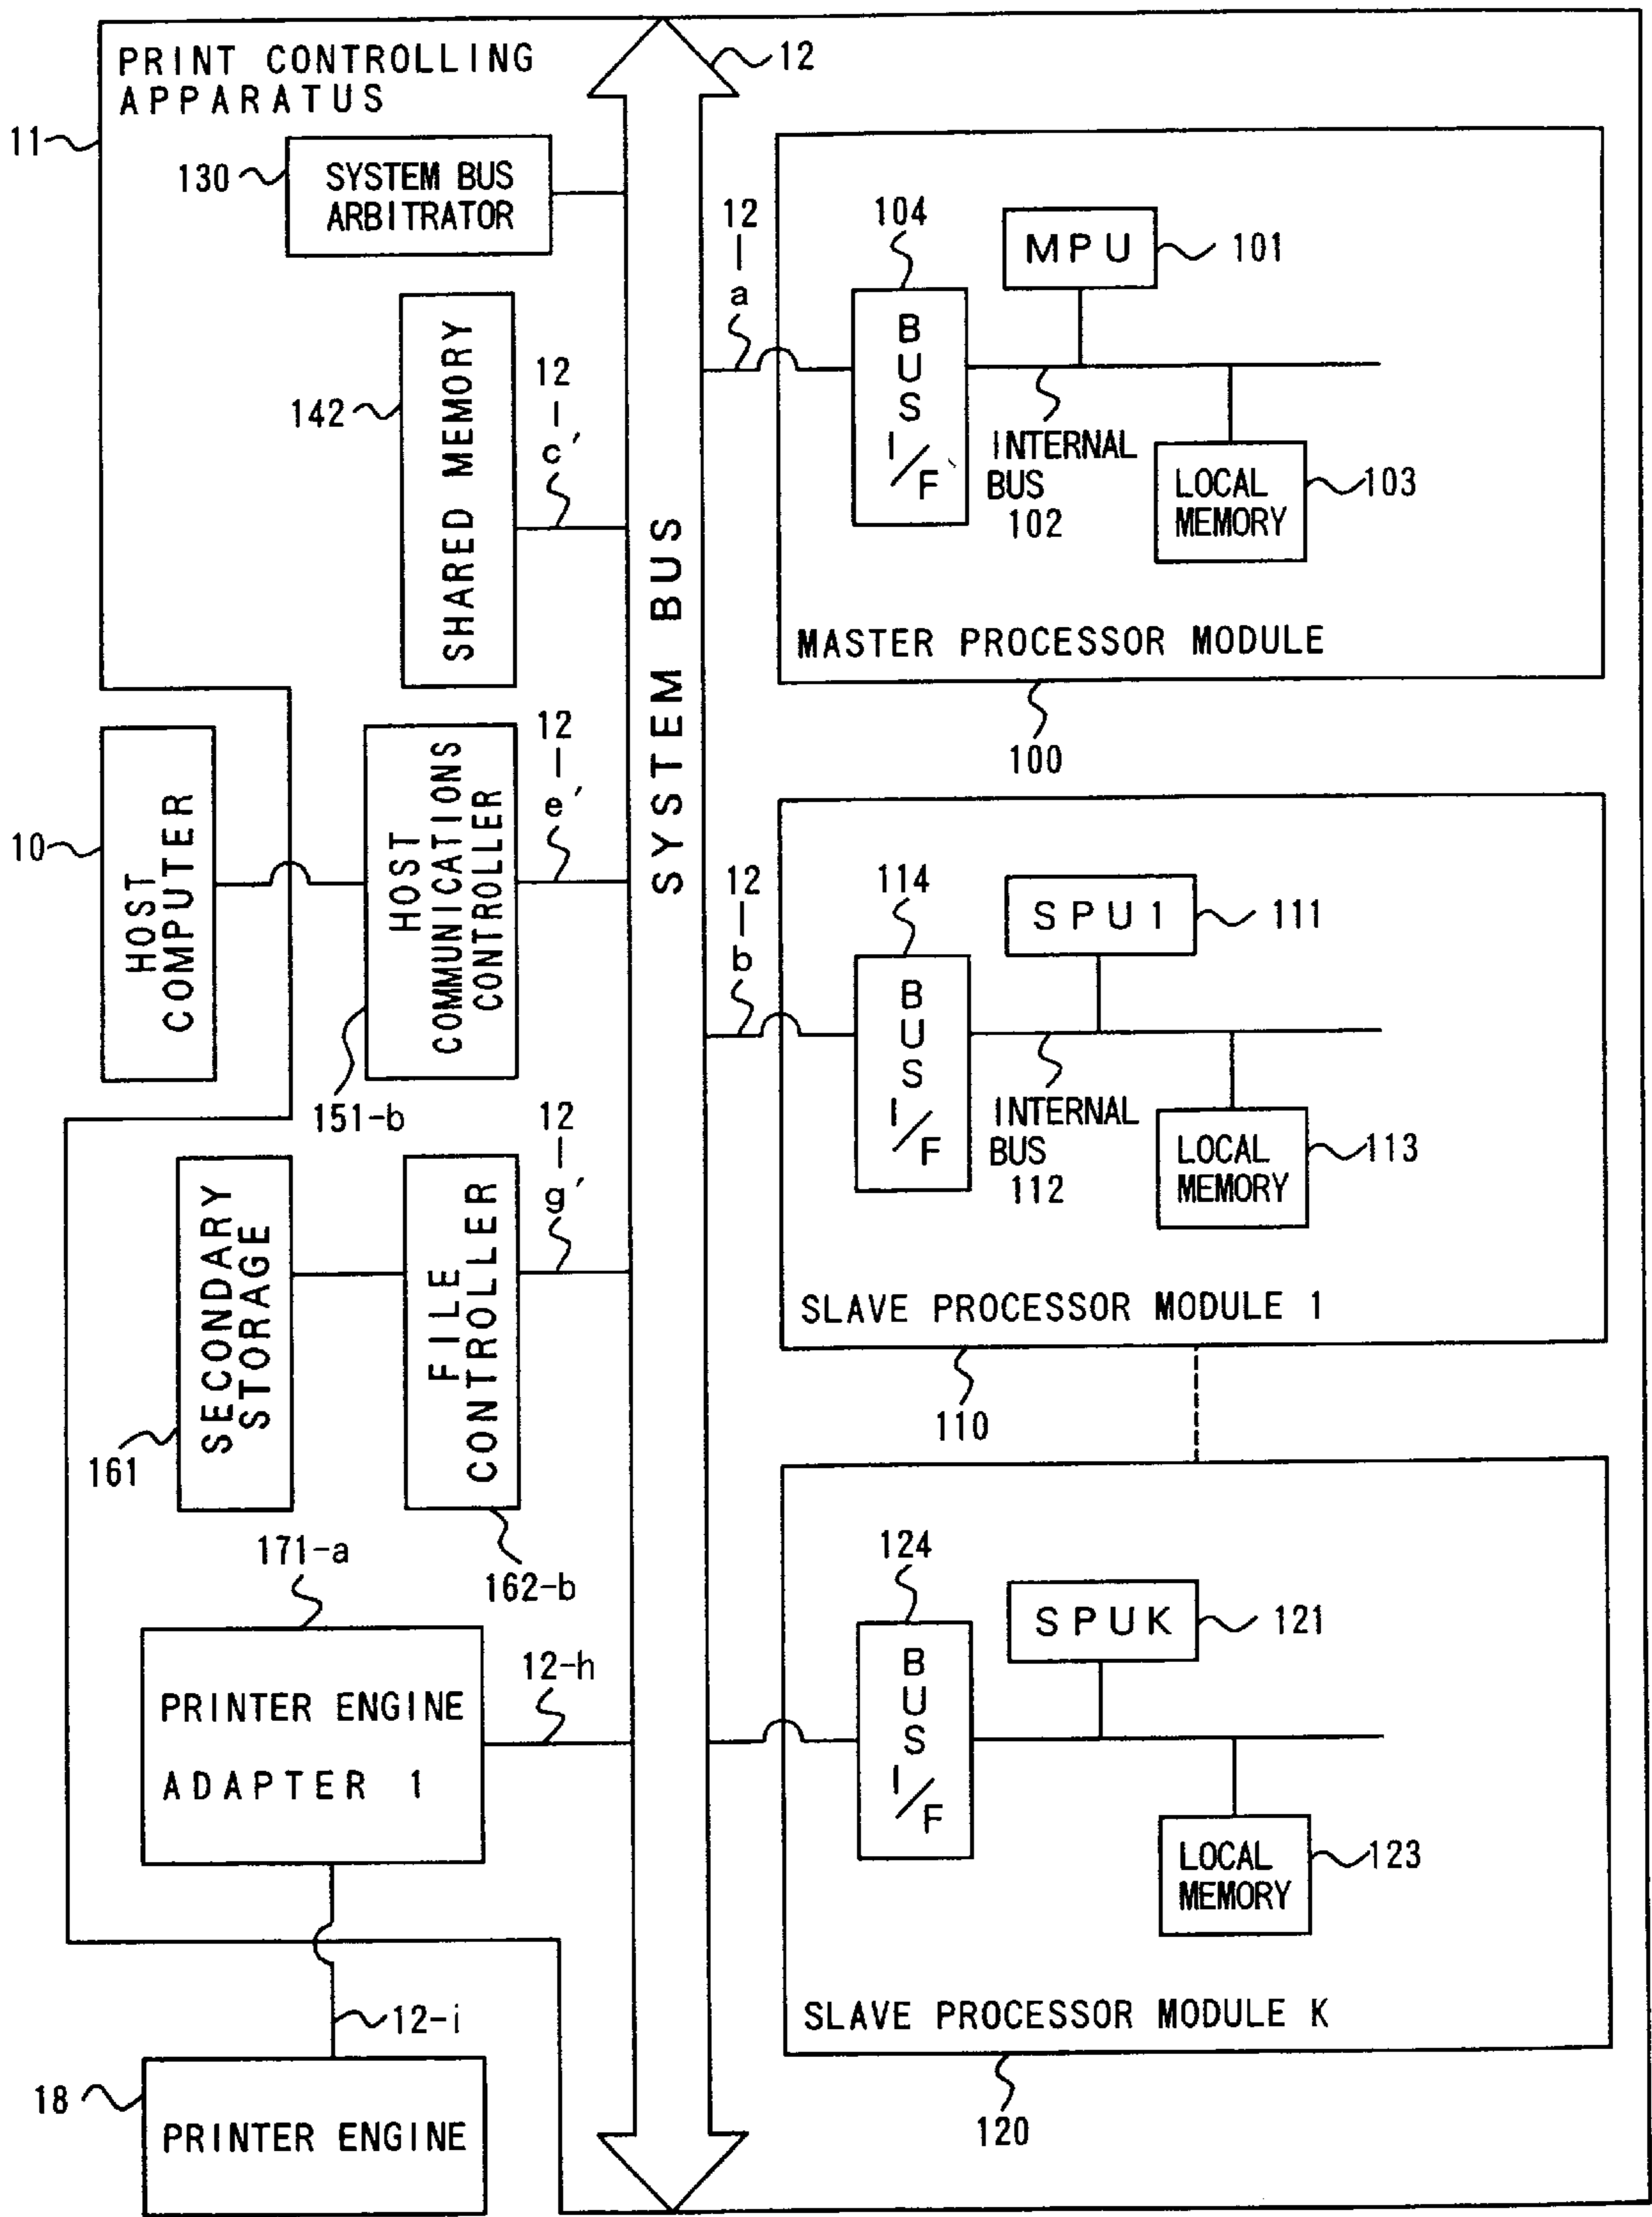 PRINT CONTROLLING
APPARATUS
11
12
130
SYSTEM BUS
ARBITRATOR
142
SHARED MEMORY
12-c'
10
HOST
COMPUTER
HOST
COMMUNICATIONS
CONTROLLER
151-b
12-e'
SECONDARY
STORAGE
161
FILE
CONTROLLER
162-b
12-g'
171-a
PRINTER ENGINE
ADAPTER 1
12-h
12-i
18
PRINTER ENGINE
SYSTEM BUS
12-a
104
BUS I/F
MPU
101
INTERNAL
BUS
102
LOCAL
MEMORY
103
MASTER PROCESSOR MODULE
100
12-b
114
BUS I/F
SPU1
111
INTERNAL
BUS
112
LOCAL
MEMORY
113
SLAVE PROCESSOR MODULE 1
110
124
BUS I/F
SPUK
121
LOCAL
MEMORY
123
SLAVE PROCESSOR MODULE K
120